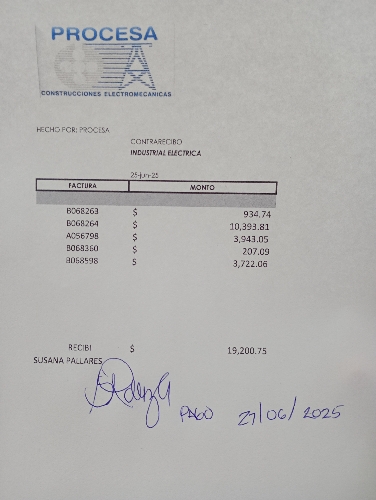 PROCESA
CONSTRUCCIONES ELECTROMECANICAS
HECHO POR: PROCESA
CONTRARECIBO
INDUSTRIAL ELECTRICA
25-jun-25
FACTURA MONTO
B068263 $ 934.74
B068264 $ 10,393.81
A056798 $ 3,943.05
B068360 $ 207.09
B068598 $ 3,722.06
RECIBI $ 19,200.75
SUSANA PALLARES
PAGO 27/06/2025